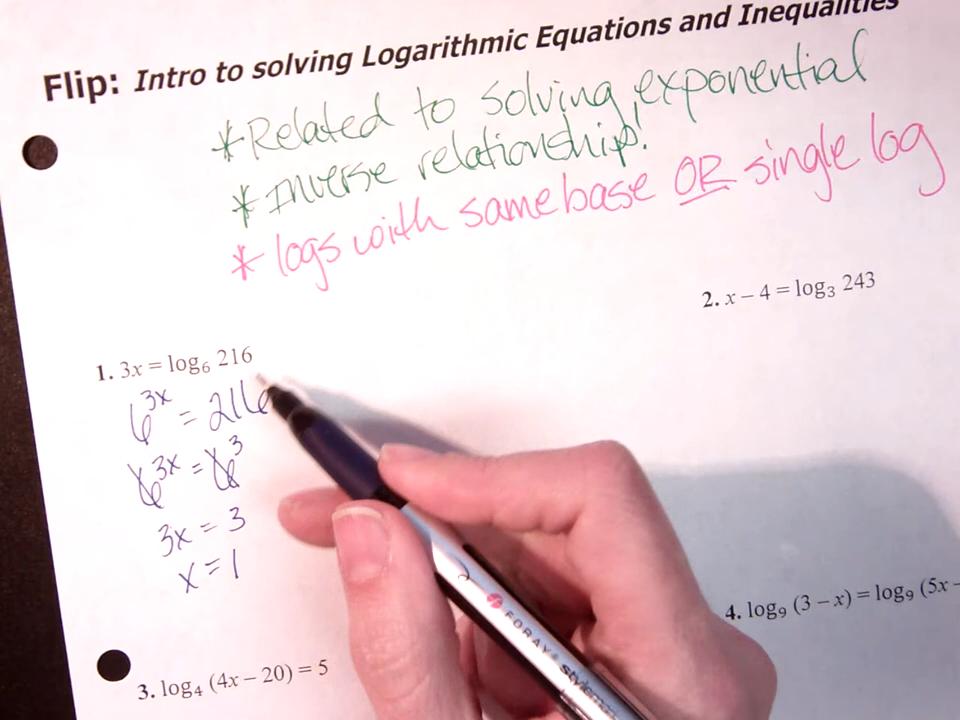 Flip: Intro to solving Logarithmic Equations and Inequalities
*Related to solving exponential
*Inverse relationship!
*logs with same base OR single log
2. x – 4 = log₃ 243
1. 3x = log₆ 216
6^3x = 216
6^3x = 6^3
3x = 3
x = 1
4. log₉ (3 – x) = log₉ (5x –
3. log₄ (4x – 20) = 5
FORAY